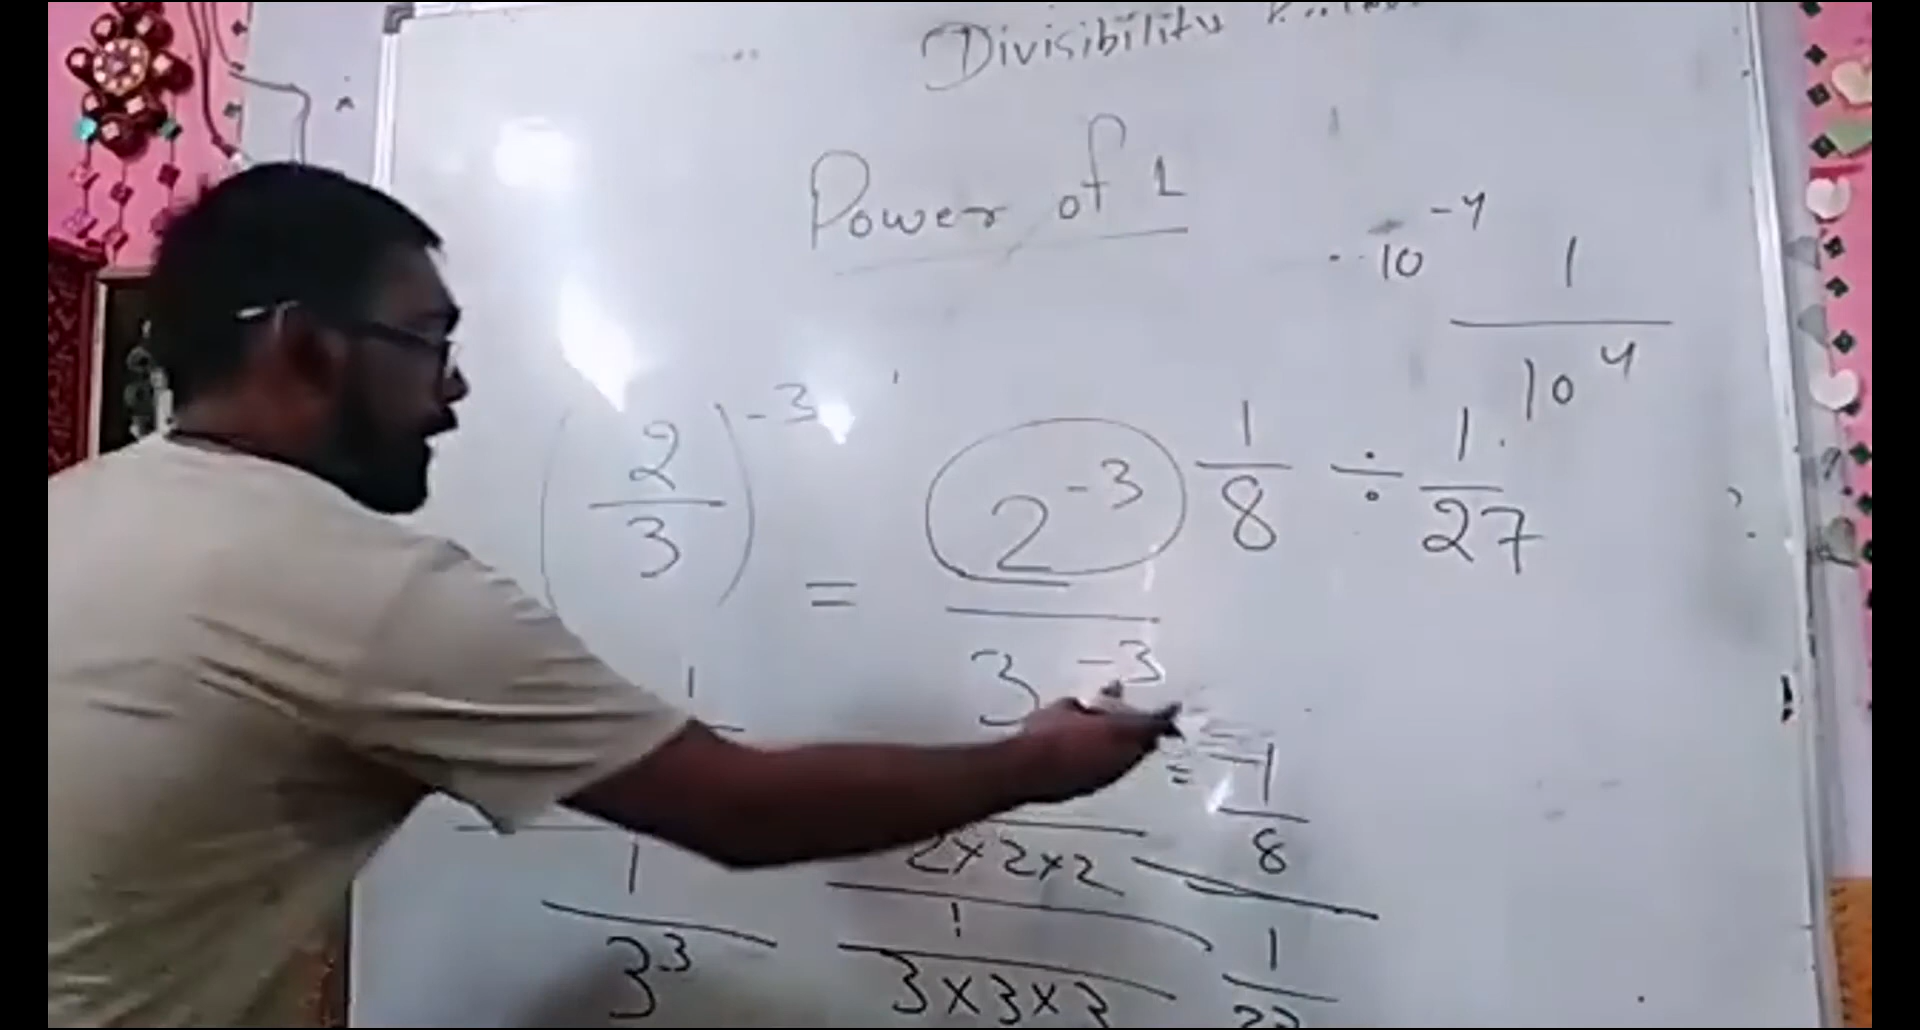 Divisibility
Power of 1
10⁻⁴
1/10⁴
(2/3)⁻³ = 2⁻³/3⁻³
1/8 ÷ 1/27
1
2×2×2
= 1/8
1/3³
1/3×3×3
1